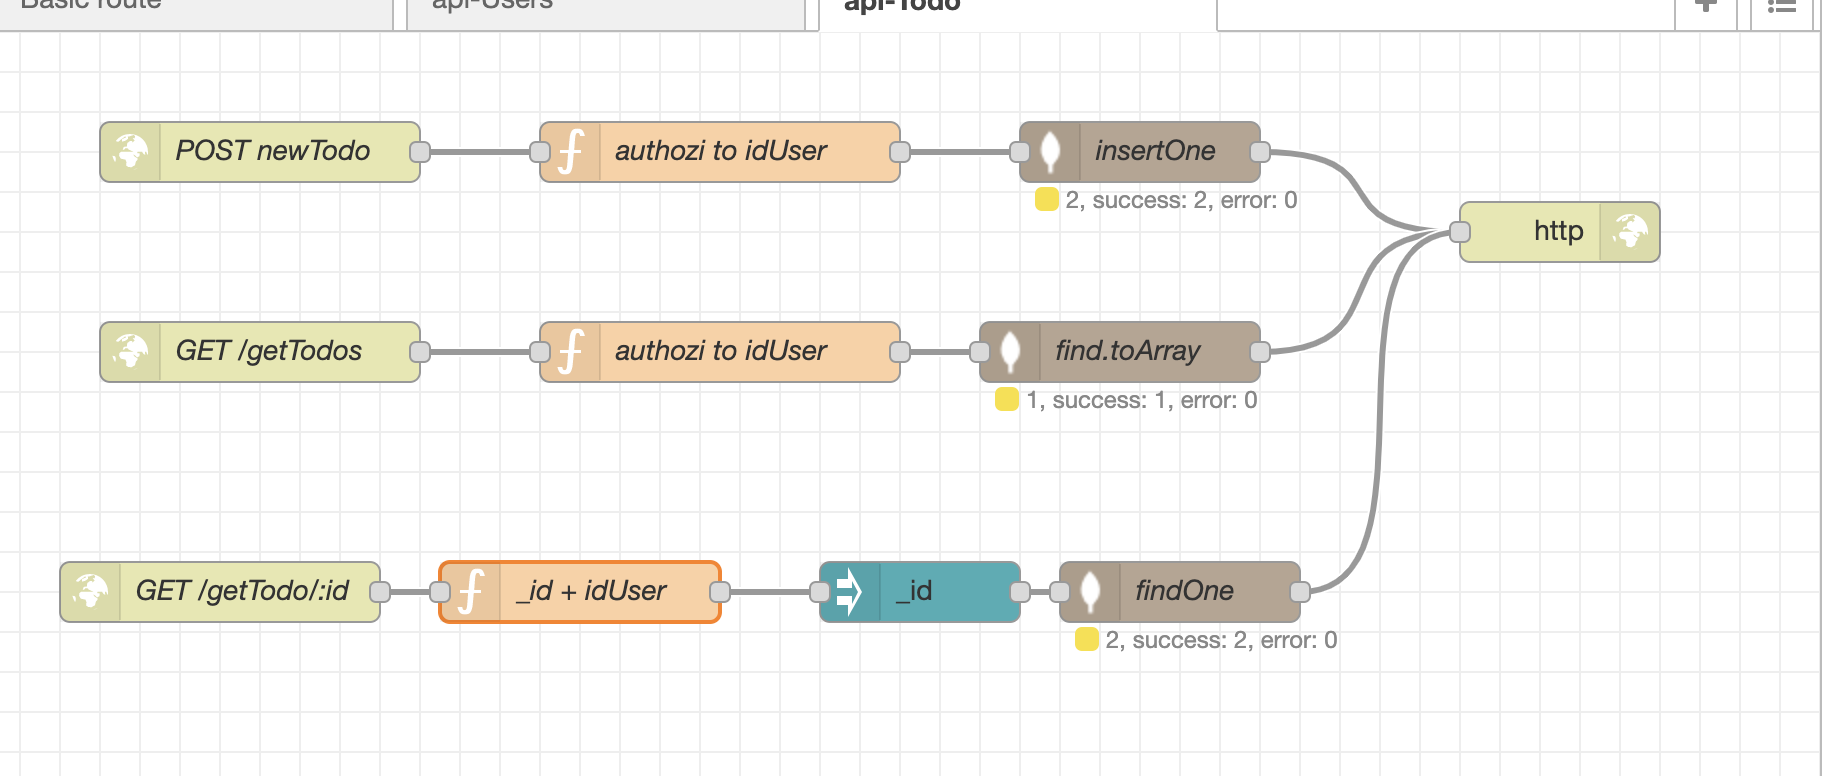 Basic route
api-Users
api-Todo
POST newTodo
authozi to idUser
insertOne
2, success: 2, error: 0
http
GET /getTodos
authozi to idUser
find.toArray
1, success: 1, error: 0
GET /getTodo/:id
_id + idUser
_id
findOne
2, success: 2, error: 0